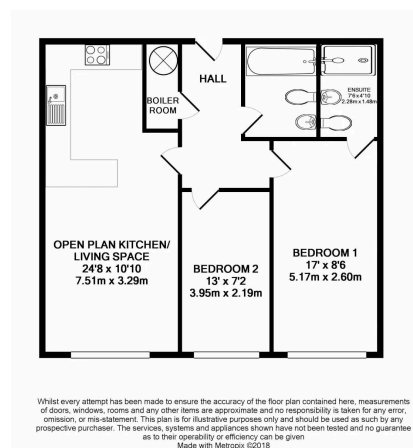 HALL
BOILER
ROOM
ENSUITE
7'6 x 4'10
2.28m x 1.48m
OPEN PLAN KITCHEN/
LIVING SPACE
24'8 x 10'10
7.51m x 3.29m
BEDROOM 2
13' x 7'2
3.95m x 2.19m
BEDROOM 1
17' x 8'6
5.17m x 2.60m
Whilst every attempt has been made to ensure the accuracy of the floor plan contained here, measurements
of doors, windows, rooms and any other items are approximate and no responsibility is taken for any error,
omission, or mis-statement. This plan is for illustrative purposes only and should be used as such by any
prospective purchaser. The services, systems and appliances shown have not been tested and no guarantee
as to their operability or efficiency can be given
Made with Metropix ©2018